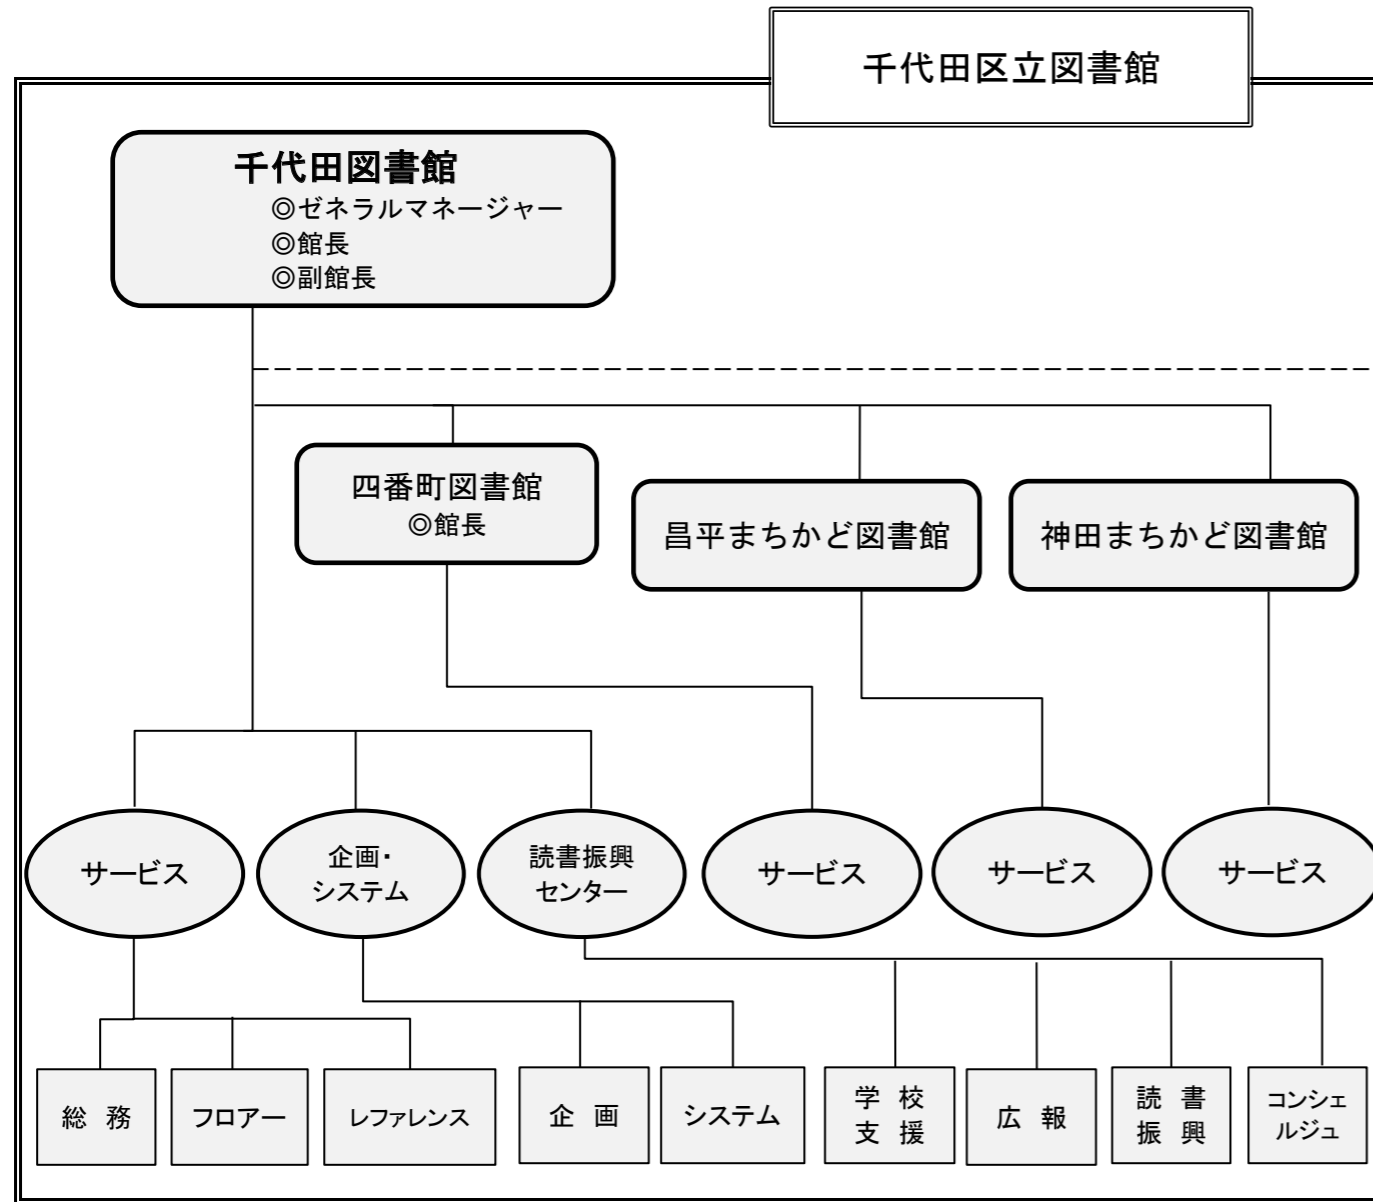 千代田区立図書館
千代田図書館
◎ゼネラルマネージャー
◎館長
◎副館長
四番町図書館
◎館長
昌平まちかど図書館
神田まちかど図書館
サービス
企画・
システム
読書振興
センター
サービス
サービス
サービス
総 務
フロアー
レファレンス
企 画
システム
学 校
支 援
広 報
読 書
振 興
コンシェ
ルジュ